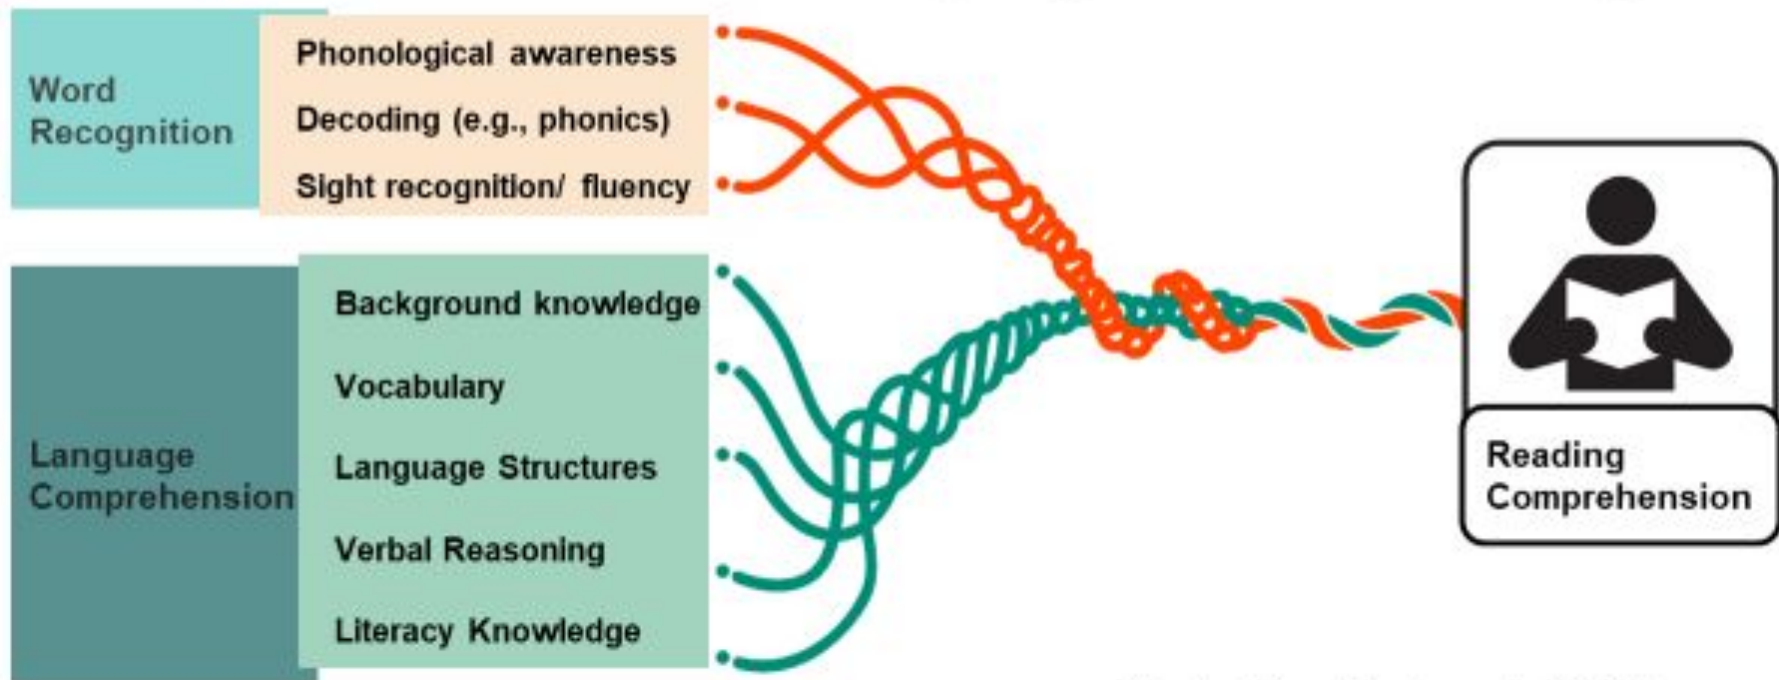 Word
Recognition
Phonological awareness
Decoding (e.g., phonics)
Sight recognition/ fluency
Language
Comprehension
Background knowledge
Vocabulary
Language Structures
Verbal Reasoning
Literacy Knowledge
Reading
Comprehension